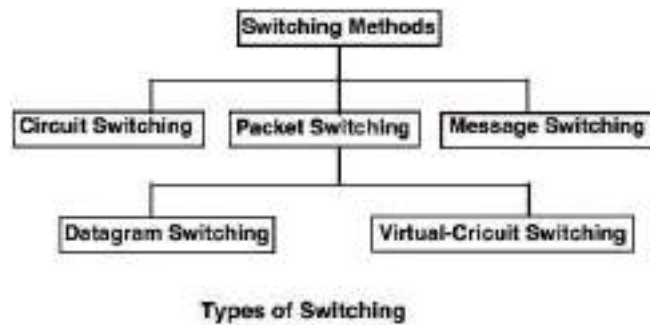 Switching Methods
Circuit Switching
Packet Switching
Message Switching
Datagram Switching
Virtual-Cricuit Switching
Types of Switching